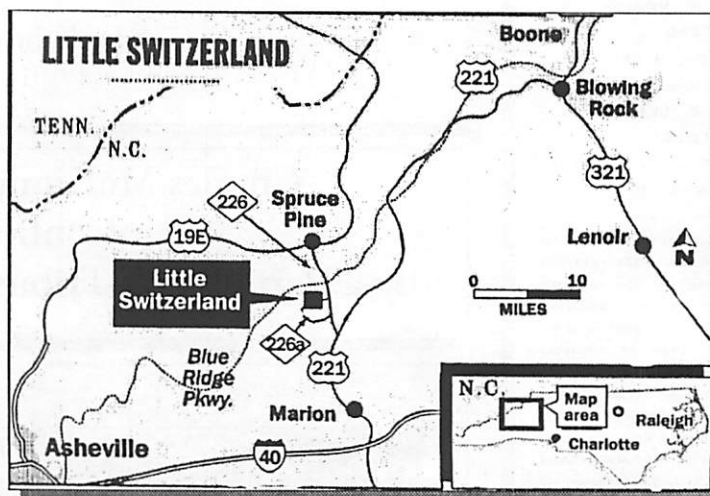 LITTLE SWITZERLAND
Boone
221
Blowing
Rock
TENN.
N.C.
226
Spruce
Pine
321
19E
Lenoir
N
Little
Switzerland
0 10
MILES
226a
Blue
Ridge
Pkwy.
221
Marion
N.C.
Map
area
Raleigh
Charlotte
Asheville
40